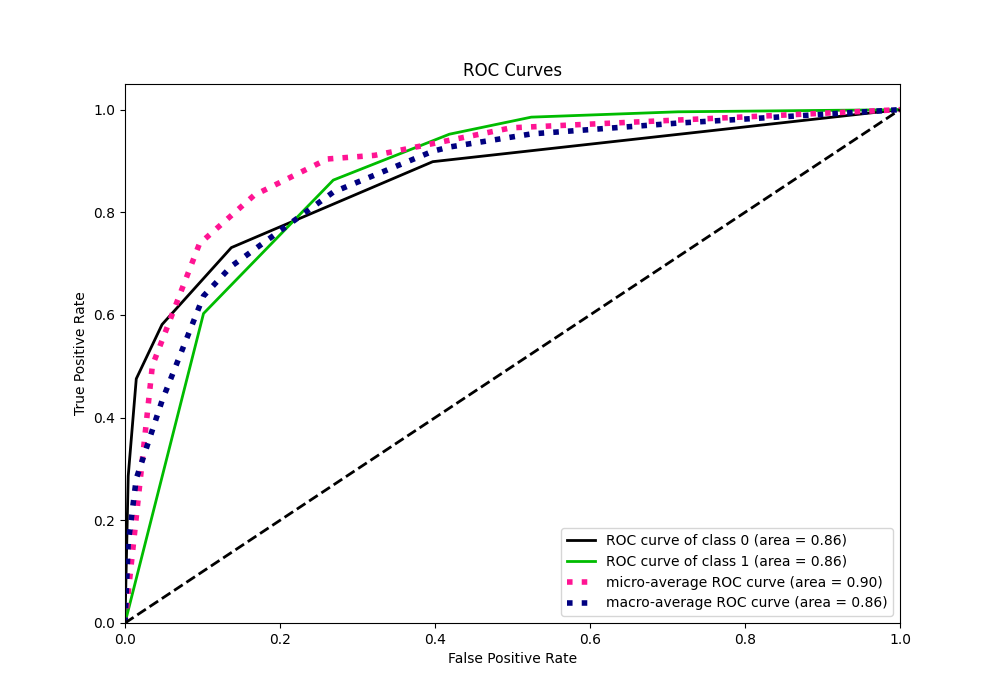 ROC Curves
True Positive Rate
1.0
0.8
0.6
0.4
0.2
0.0
0.0 0.2 0.4 0.6 0.8 1.0
False Positive Rate
ROC curve of class 0 (area = 0.86)
ROC curve of class 1 (area = 0.86)
micro-average ROC curve (area = 0.90)
macro-average ROC curve (area = 0.86)